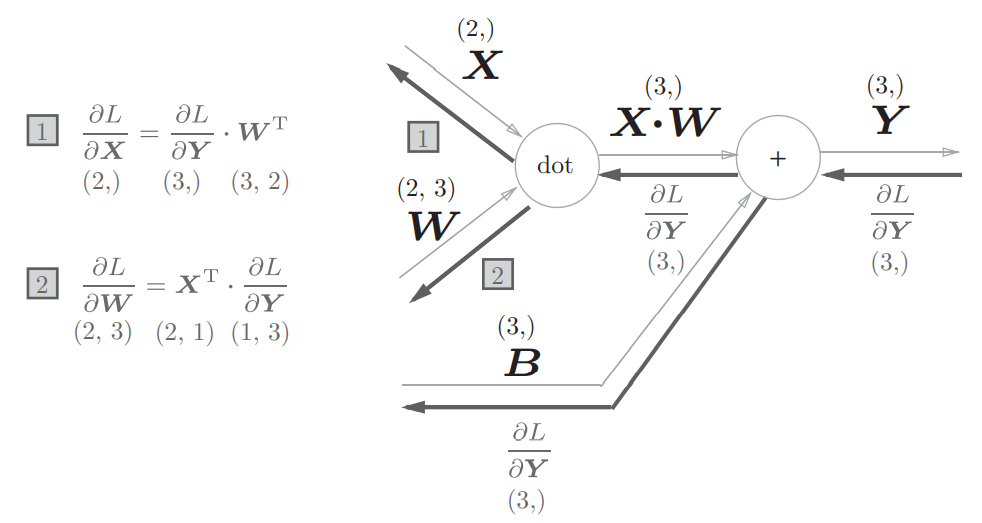 1 ∂L/∂X = ∂L/∂Y · W^T
(2,) (3,) (3, 2)
2 ∂L/∂W = X^T · ∂L/∂Y
(2, 3) (2, 1) (1, 3)
(2,)
X
1
(2, 3)
W
2
dot
(3,)
X·W
∂L/∂Y
(3,)
+
(3,)
Y
∂L/∂Y
(3,)
(3,)
B
∂L/∂Y
(3,)